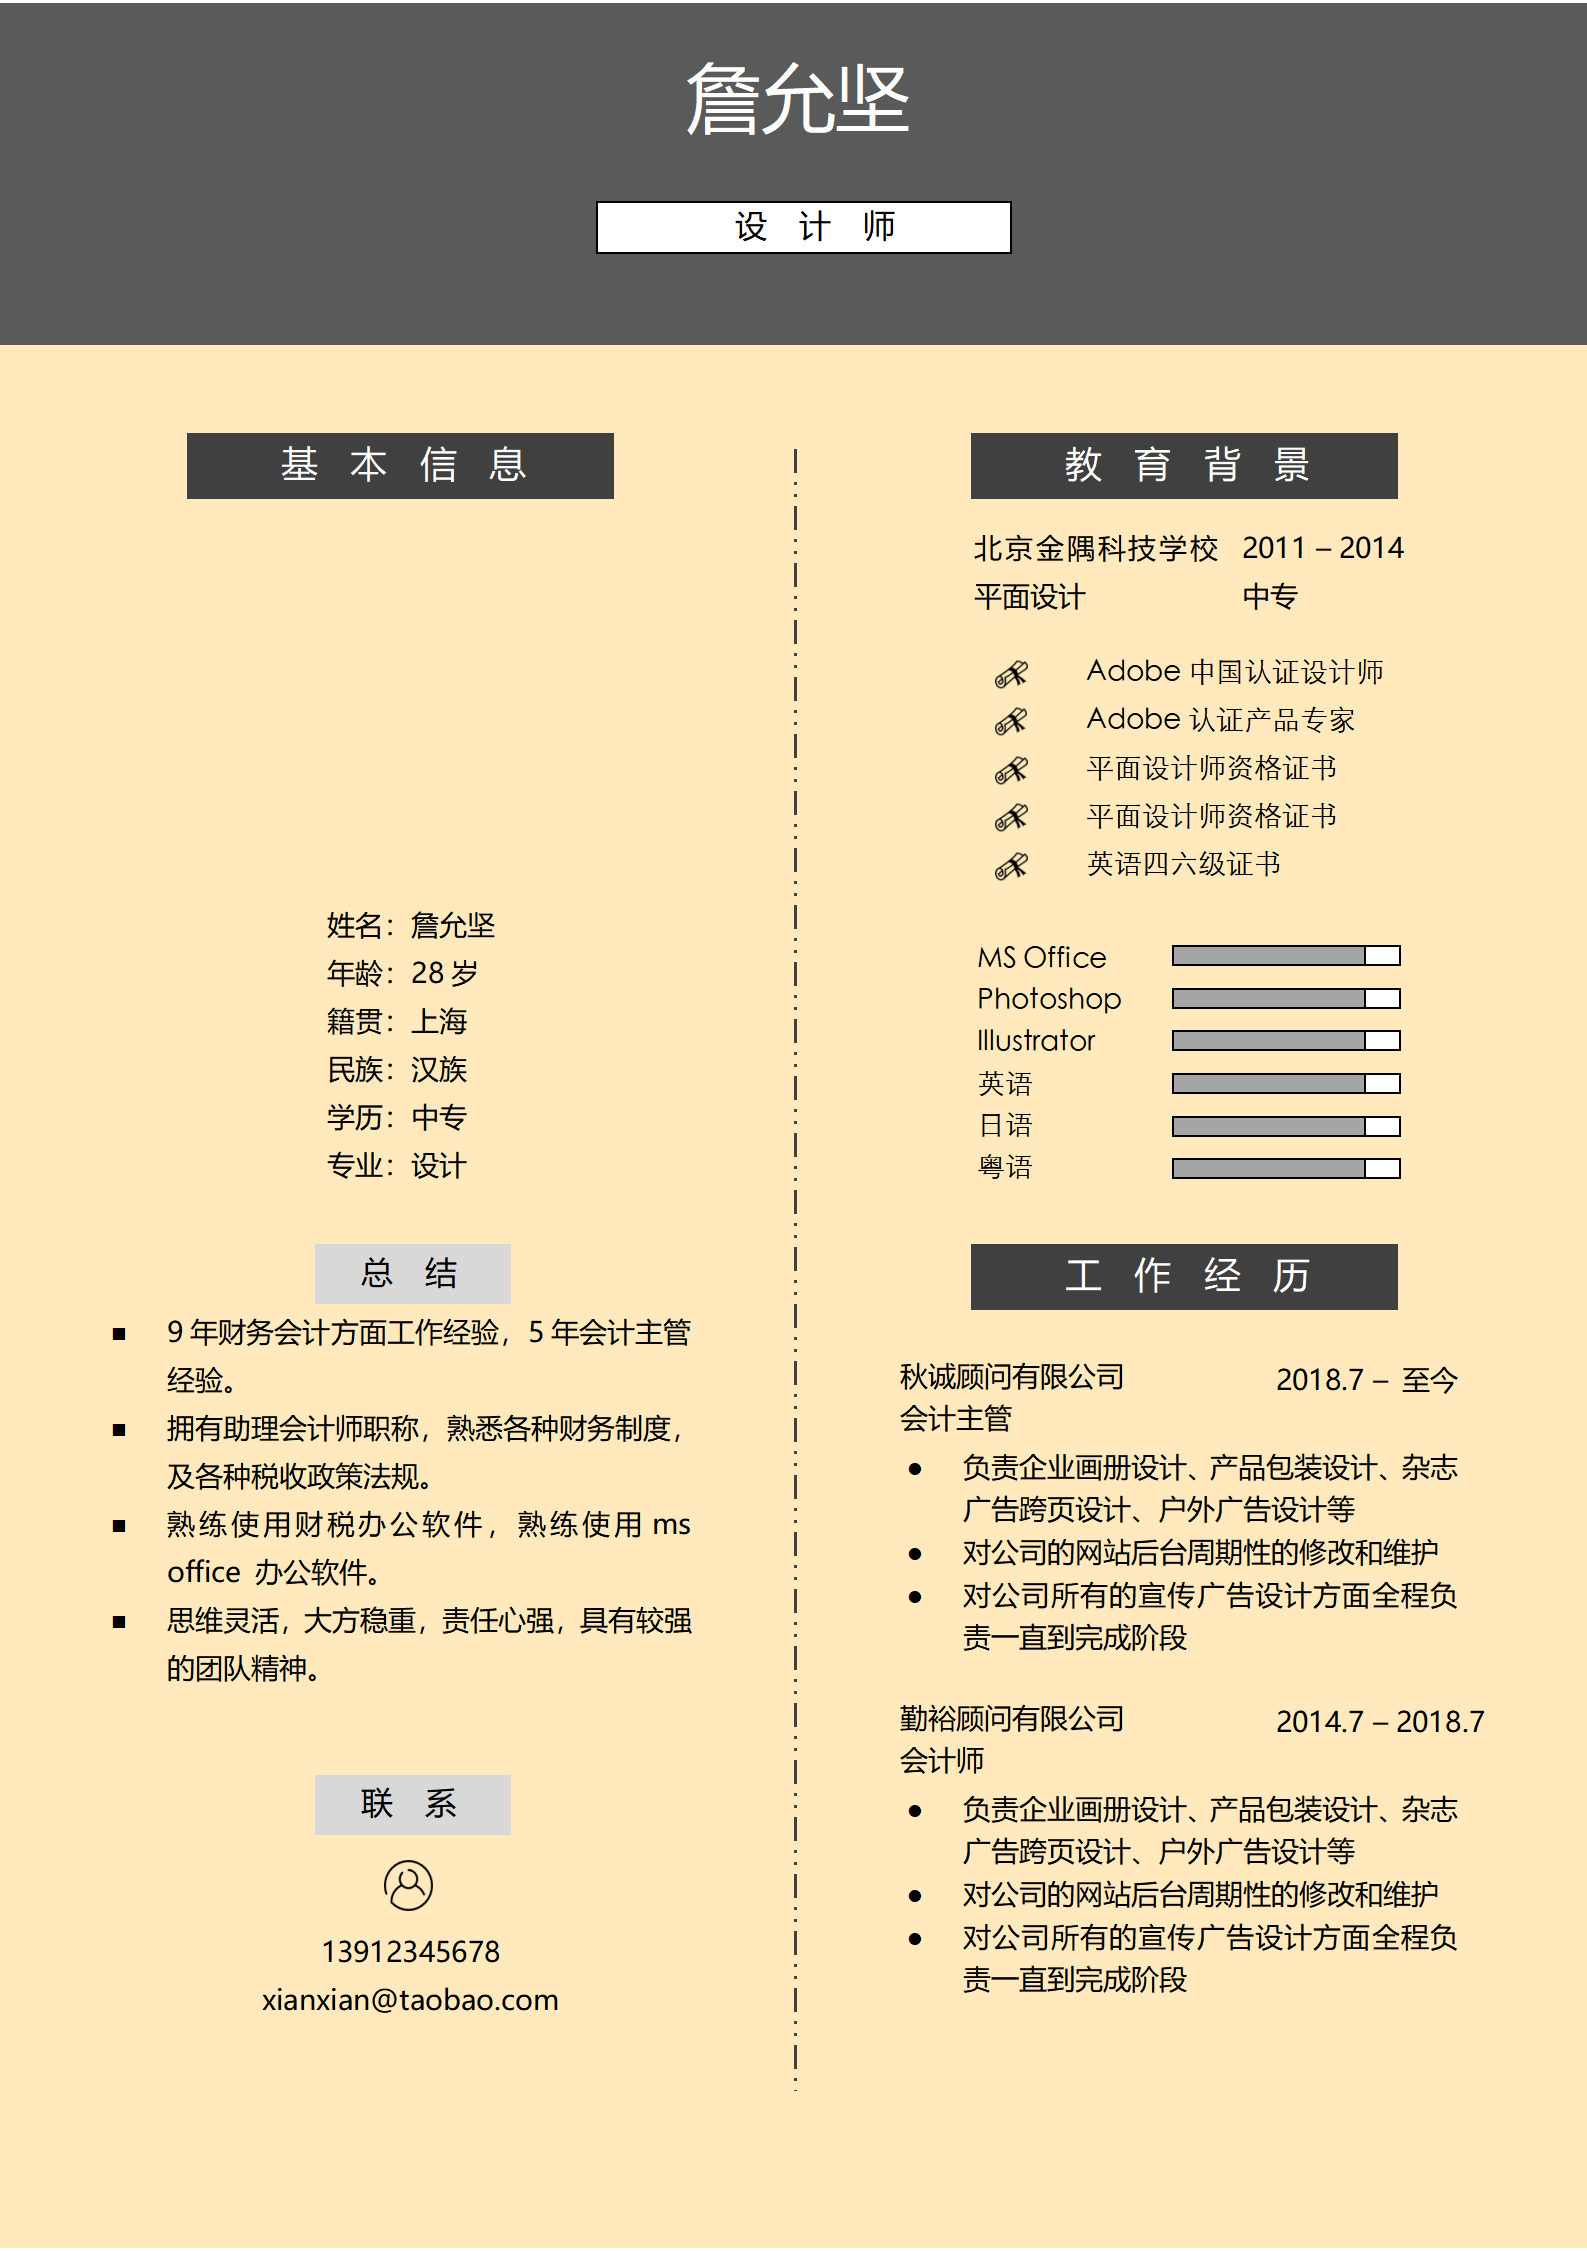 詹允坚
设 计 师
基 本 信 息
姓名：詹允坚
年龄：28 岁
籍贯：上海
民族：汉族
学历：中专
专业：设计
总 结
■ 9 年财务会计方面工作经验，5 年会计主管
经验。
■ 拥有助理会计师职称，熟悉各种财务制度，
及各种税收政策法规。
■ 熟练使用财税办公软件，熟练使用 ms
office 办公软件。
■ 思维灵活，大方稳重，责任心强，具有较强
的团队精神。
联 系
13912345678
xianxian@taobao.com
教 育 背 景
北京金隅科技学校 2011 – 2014
平面设计 中专
Adobe 中国认证设计师
Adobe 认证产品专家
平面设计师资格证书
平面设计师资格证书
英语四六级证书
MS Office
Photoshop
Illustrator
英语
日语
粤语
工 作 经 历
秋诚顾问有限公司 2018.7 – 至今
会计主管
● 负责企业画册设计、产品包装设计、杂志
广告跨页设计、户外广告设计等
● 对公司的网站后台周期性的修改和维护
● 对公司所有的宣传广告设计方面全程负
责一直到完成阶段
勤裕顾问有限公司 2014.7 – 2018.7
会计师
● 负责企业画册设计、产品包装设计、杂志
广告跨页设计、户外广告设计等
● 对公司的网站后台周期性的修改和维护
● 对公司所有的宣传广告设计方面全程负
责一直到完成阶段